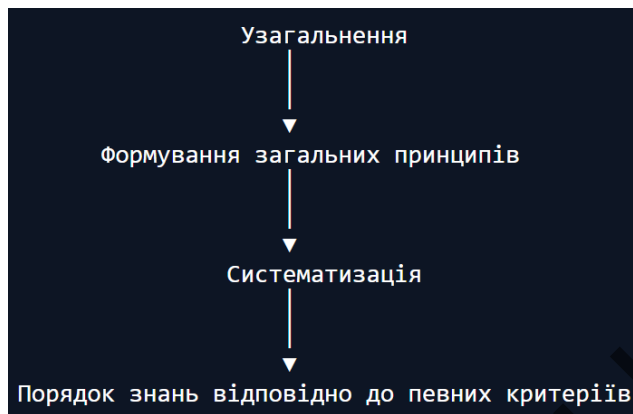 Узагальнення
Формування загальних принципів
Систематизація
Порядок знань відповідно до певних критеріїв